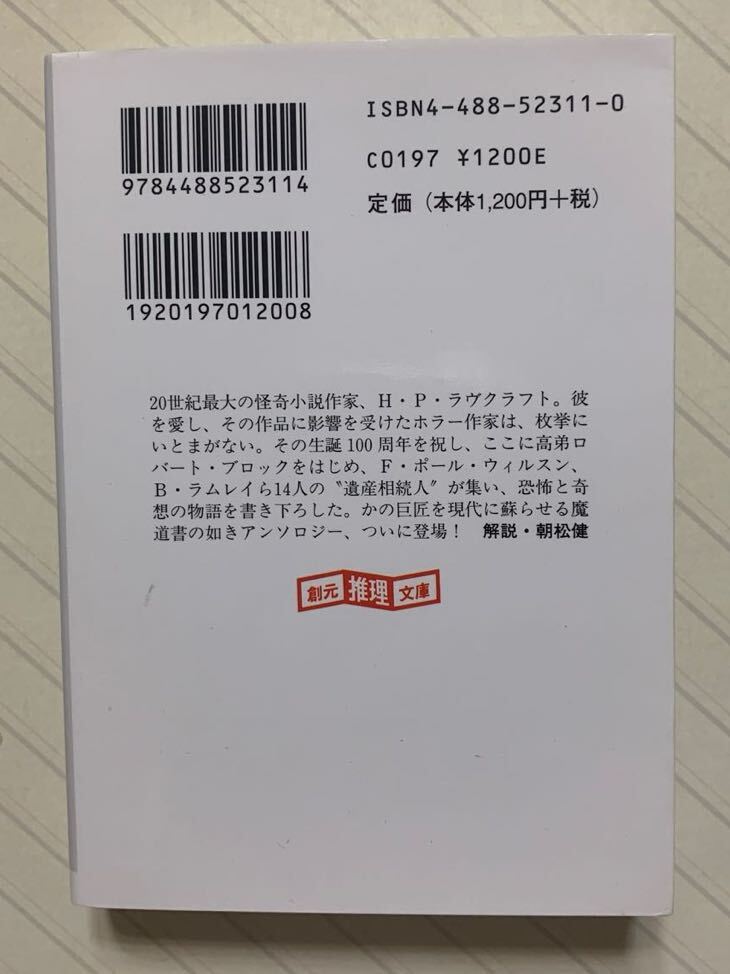 ISBN4-488-52311-0
9784488523114
C0197 ¥1200E
定価（本体1,200円+税）
1920197012008
20世紀最大の怪奇小説作家、H・P・ラヴクラフト。彼
を愛し、その作品に影響を受けたホラー作家は、枚挙に
いとまがない。その生誕100周年を祝し、ここに高弟ロ
バート・ブロックをはじめ、F・ポール・ウィルスン、
B・ラムレイら14人の〝遺産相続人〟が集い、恐怖と奇
想の物語を書き下ろした。かの巨匠を現代に蘇らせる魔
道書の如きアンソロジー、ついに登場！ 解説・朝松健
創元推理文庫